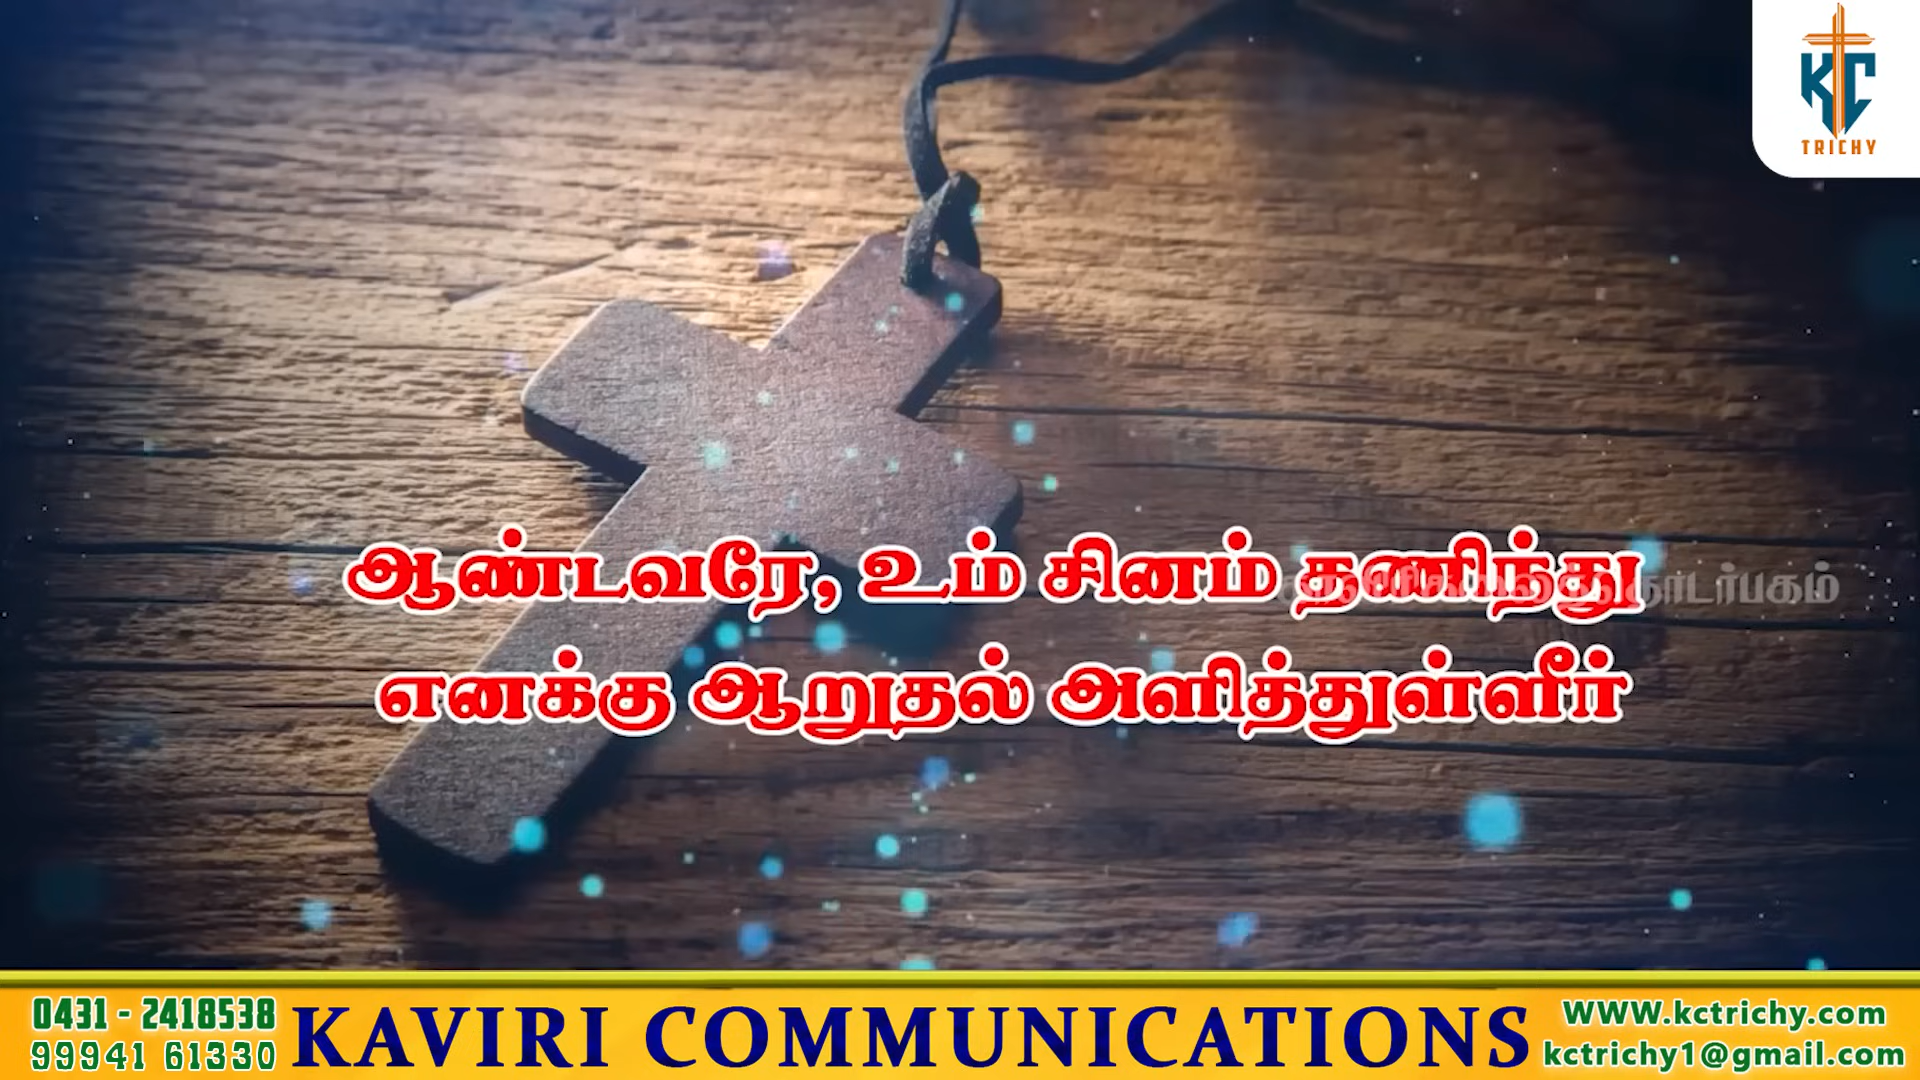 KC
TRICHY
ஆண்டவரே, உம் சினம் தணிந்து
எனக்கு ஆறுதல் அளித்துள்ளீர்
0431 - 2418538
99941 61330
KAVIRI COMMUNICATIONS
www.kctrichy.com
kctrichy1@gmail.com